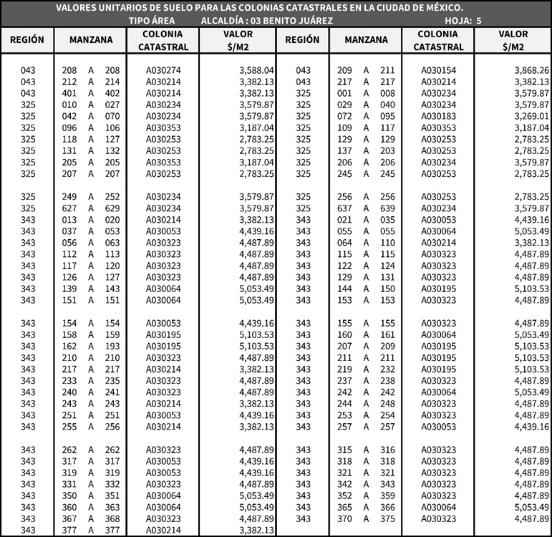 VALORES UNITARIOS DE SUELO PARA LAS COLONIAS CATASTRALES EN LA CIUDAD DE MÉXICO.
TIPO ÁREA ALCALDÍA : 03 BENITO JUÁREZ HOJA: 5
REGIÓN MANZANA COLONIA CATASTRAL VALOR $/M2 REGIÓN MANZANA COLONIA CATASTRAL VALOR $/M2
043 208 A 208 A030274 3,588.04 043 209 A 211 A030154 3,868.26
043 212 A 214 A030214 3,382.13 043 217 A 217 A030214 3,382.13
043 401 A 402 A030214 3,382.13 325 001 A 008 A030234 3,579.87
325 010 A 027 A030234 3,579.87 325 029 A 040 A030234 3,579.87
325 042 A 070 A030234 3,579.87 325 072 A 095 A030183 3,269.01
325 096 A 106 A030353 3,187.04 325 109 A 117 A030353 3,187.04
325 118 A 127 A030253 2,783.25 325 129 A 129 A030253 2,783.25
325 131 A 132 A030253 2,783.25 325 137 A 203 A030253 2,783.25
325 205 A 205 A030353 3,187.04 325 206 A 206 A030234 3,579.87
325 207 A 207 A030253 2,783.25 325 245 A 245 A030253 2,783.25
325 249 A 252 A030234 3,579.87 325 256 A 256 A030253 2,783.25
325 627 A 629 A030234 3,579.87 325 637 A 639 A030234 3,579.87
343 013 A 020 A030214 3,382.13 343 021 A 035 A030053 4,439.16
343 037 A 053 A030053 4,439.16 343 055 A 055 A030064 5,053.49
343 056 A 063 A030323 4,487.89 343 064 A 110 A030214 3,382.13
343 112 A 113 A030323 4,487.89 343 115 A 115 A030323 4,487.89
343 117 A 120 A030323 4,487.89 343 122 A 124 A030323 4,487.89
343 126 A 127 A030323 4,487.89 343 129 A 131 A030323 4,487.89
343 139 A 143 A030064 5,053.49 343 144 A 150 A030195 5,103.53
343 151 A 151 A030064 5,053.49 343 153 A 153 A030323 4,487.89
343 154 A 154 A030053 4,439.16 343 155 A 155 A030323 4,487.89
343 158 A 159 A030195 5,103.53 343 160 A 161 A030064 5,053.49
343 162 A 193 A030195 5,103.53 343 207 A 209 A030195 5,103.53
343 210 A 210 A030323 4,487.89 343 211 A 211 A030195 5,103.53
343 217 A 217 A030214 3,382.13 343 219 A 232 A030195 5,103.53
343 233 A 235 A030323 4,487.89 343 237 A 238 A030323 4,487.89
343 240 A 241 A030323 4,487.89 343 242 A 242 A030064 5,053.49
343 243 A 243 A030214 3,382.13 343 244 A 248 A030323 4,487.89
343 251 A 251 A030053 4,439.16 343 253 A 254 A030323 4,487.89
343 255 A 256 A030214 3,382.13 343 257 A 257 A030053 4,439.16
343 262 A 262 A030323 4,487.89 343 315 A 316 A030323 4,487.89
343 317 A 317 A030053 4,439.16 343 318 A 318 A030323 4,487.89
343 319 A 319 A030053 4,439.16 343 321 A 321 A030323 4,487.89
343 331 A 332 A030323 4,487.89 343 342 A 343 A030323 4,487.89
343 350 A 351 A030064 5,053.49 343 352 A 359 A030323 4,487.89
343 360 A 363 A030064 5,053.49 343 365 A 366 A030064 5,053.49
343 367 A 368 A030323 4,487.89 343 370 A 375 A030323 4,487.89
343 377 A 377 A030214 3,382.13